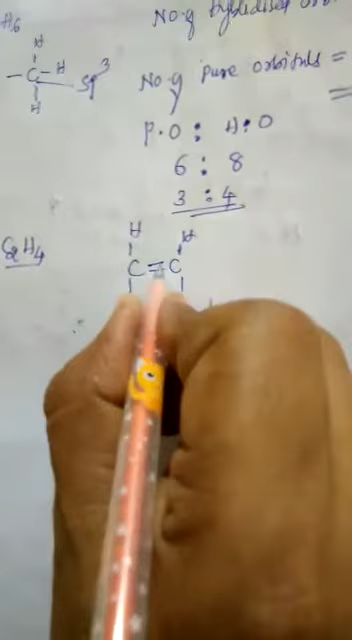 H6
No.of hybridised
H
-C-H sp3
H
No.of pure orbitals =
P.O : H.O
6 : 8
3 : 4
C2H4
H H
C=C